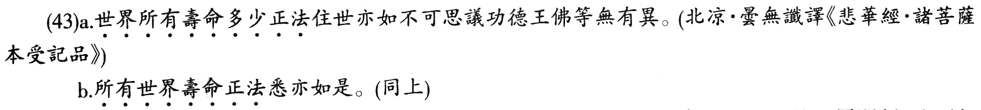 (43)a.世界所有壽命多少正法住世亦如不可思議功德王佛等無有異。(北凉·曇無讖譯《悲華經·諸菩薩
本受記品》)
b.所有世界壽命正法悉亦如是。(同上)